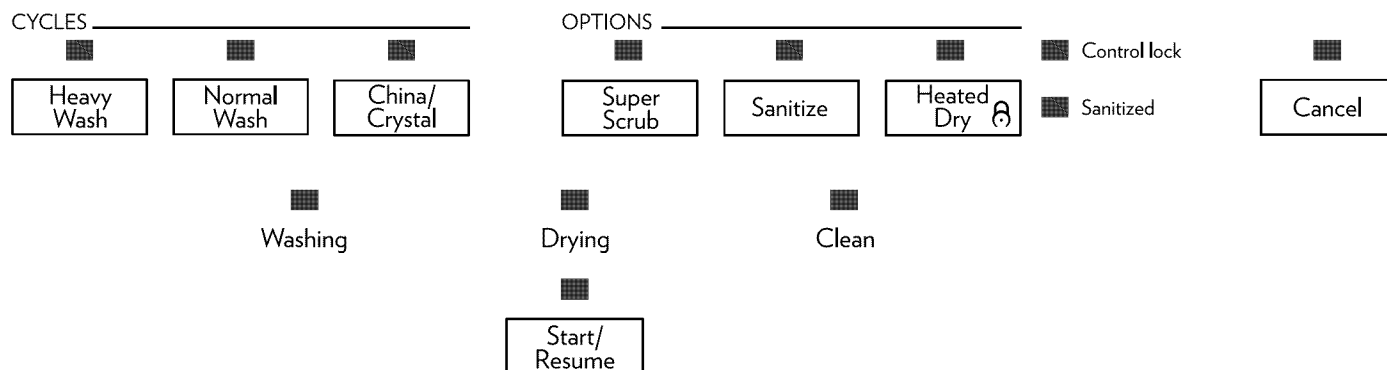 CYCLES
OPTIONS
Control lock
Heavy
Wash
Normal
Wash
China/
Crystal
Super
Scrub
Sanitize
Heated
Dry
Sanitized
Cancel
Washing
Drying
Clean
Start/
Resume